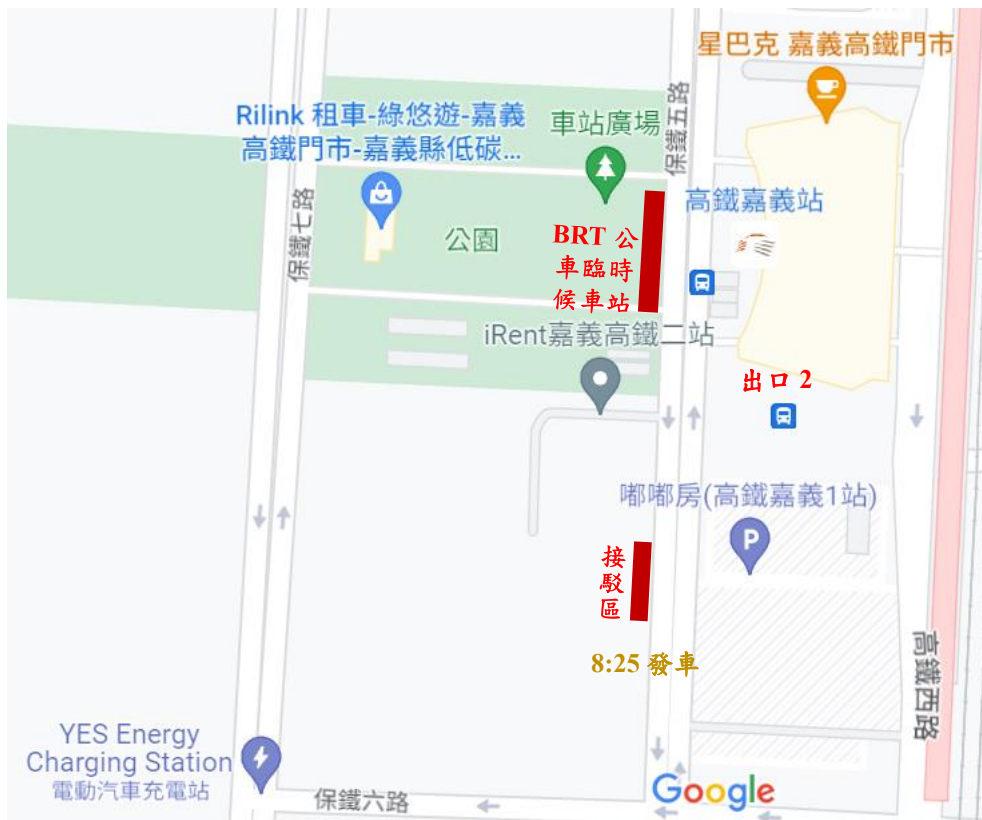 星巴克 嘉義高鐵門市
保鐵五路
Rilink 租車-綠悠遊-嘉義
高鐵門市-嘉義縣低碳...
車站廣場
保鐵七路
高鐵嘉義站
公園
BRT 公
車臨時
候車站
iRent嘉義高鐵二站
出口 2
嘟嘟房(高鐵嘉義1站)
P
接
駁
區
8:25 發車
高鐵西路
YES Energy
Charging Station
電動汽車充電站
保鐵六路
Google